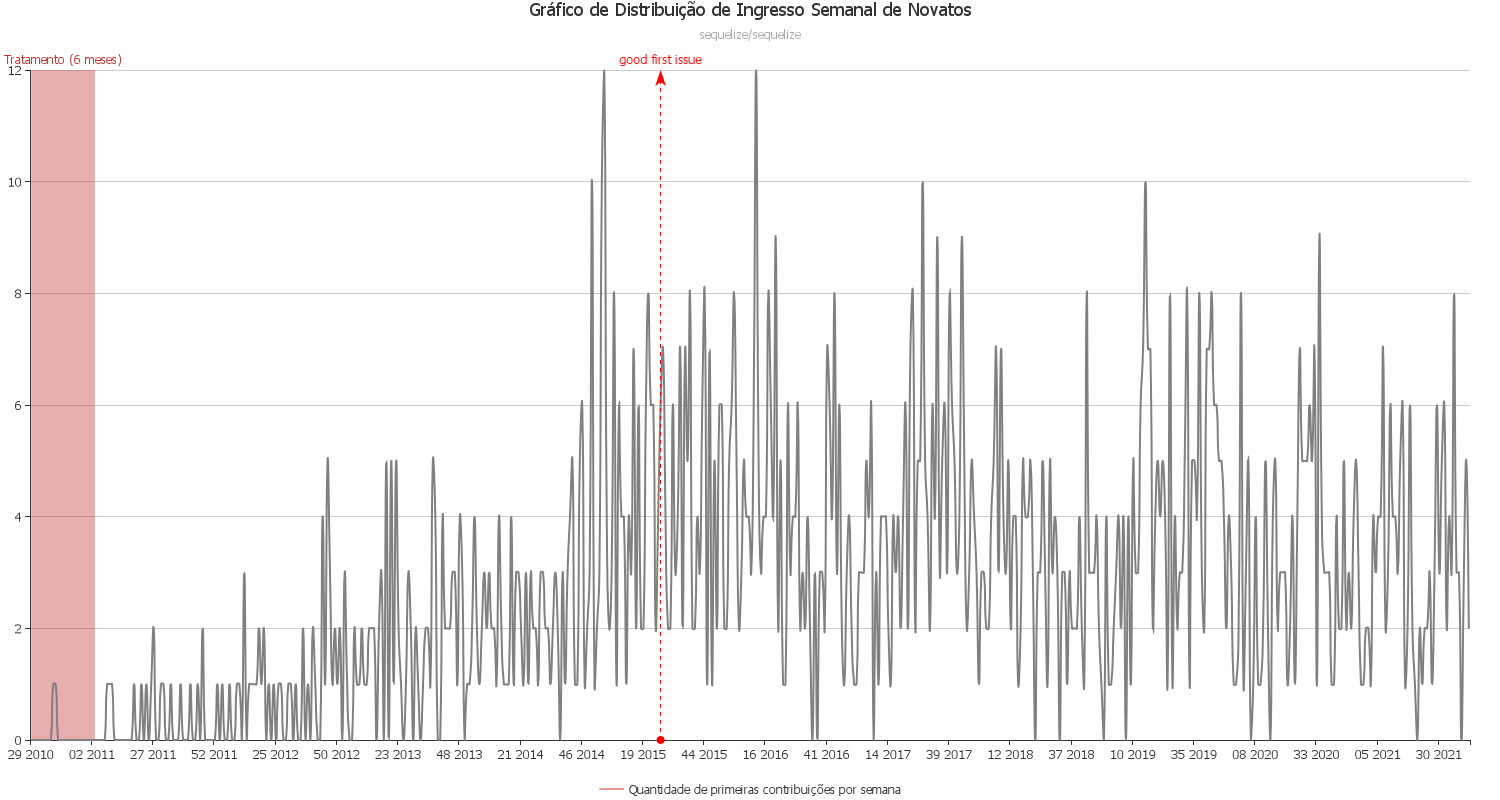 Gráfico de Distribuição de Ingresso Semanal de Novatos
sequelize/sequelize
Tratamento (6 meses)
good first issue
12
10
8
6
4
2
0
29 2010 02 2011 27 2011 52 2011 25 2012 50 2012 23 2013 48 2013 21 2014 46 2014 19 2015 44 2015 16 2016 41 2016 14 2017 39 2017 12 2018 37 2018 10 2019 35 2019 08 2020 33 2020 05 2021 30 2021
Quantidade de primeiras contribuições por semana